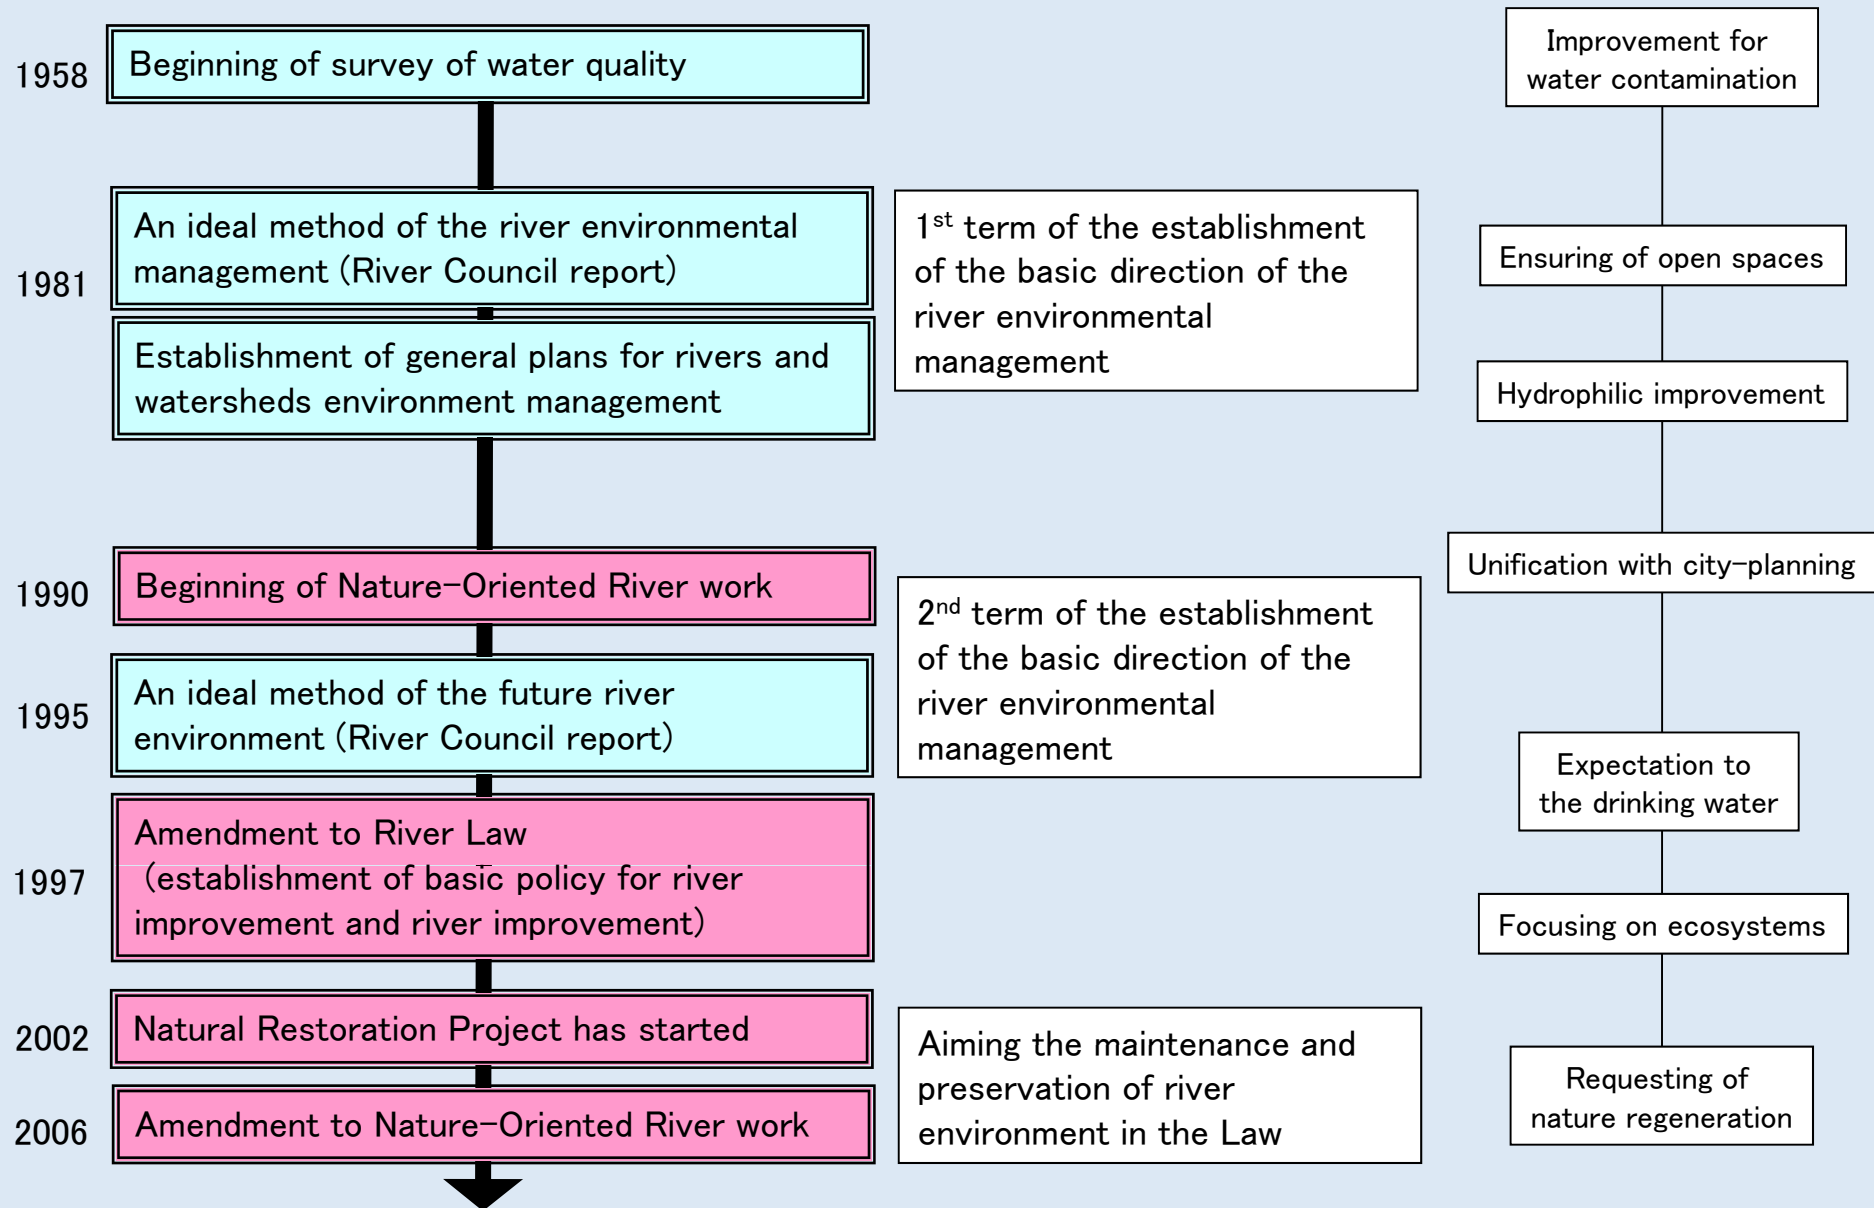 1958
Beginning of survey of water quality
1981
An ideal method of the river environmental
management (River Council report)
Establishment of general plans for rivers and
watersheds environment management
1st term of the establishment
of the basic direction of the
river environmental
management
1990
Beginning of Nature-Oriented River work
1995
An ideal method of the future river
environment (River Council report)
2nd term of the establishment
of the basic direction of the
river environmental
management
1997
Amendment to River Law
(establishment of basic policy for river
improvement and river improvement)
2002
Natural Restoration Project has started
2006
Amendment to Nature-Oriented River work
Aiming the maintenance and
preservation of river
environment in the Law
Improvement for
water contamination
Ensuring of open spaces
Hydrophilic improvement
Unification with city-planning
Expectation to
the drinking water
Focusing on ecosystems
Requesting of
nature regeneration